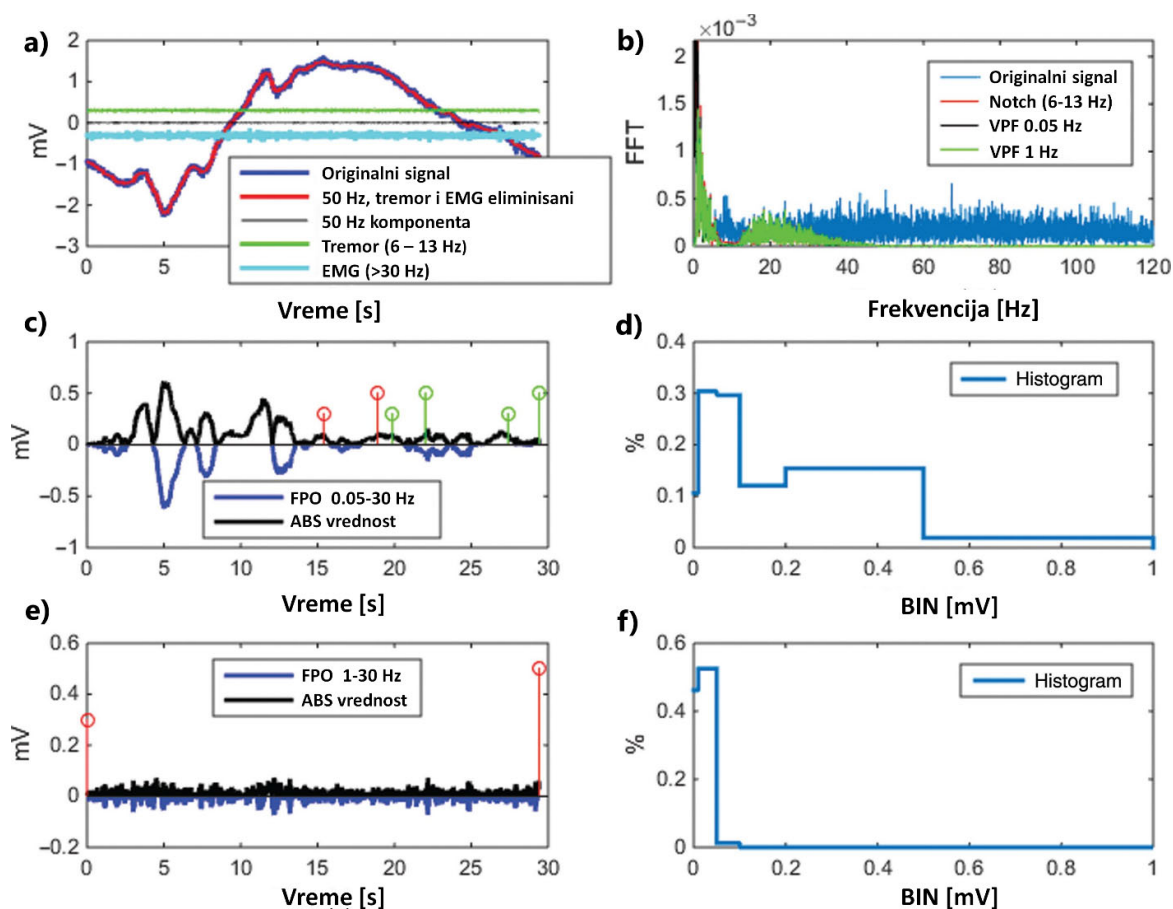 a)
2
1
0
−1
−2
−3
mV
Originalni signal
50 Hz, tremor i EMG eliminisani
50 Hz komponenta
Tremor (6 – 13 Hz)
EMG (>30 Hz)
0 5
Vreme [s]
b)
×10⁻³
2
1.5
1
0.5
0
FFT
Originalni signal
Notch (6-13 Hz)
VPF 0.05 Hz
VPF 1 Hz
0 20 40 60 80 100 120
Frekvencija [Hz]
c)
1
0.5
0
−0.5
−1
mV
FPO 0.05-30 Hz
ABS vrednost
0 5 10 15 20 25 30
Vreme [s]
d)
0.4
0.3
0.2
0.1
0
%
Histogram
0 0.2 0.4 0.6 0.8 1
BIN [mV]
e)
0.6
0.4
0.2
0
−0.2
mV
FPO 1-30 Hz
ABS vrednost
0 5 10 15 20 25 30
Vreme [s]
f)
0.6
0.4
0.2
0
%
Histogram
0 0.2 0.4 0.6 0.8 1
BIN [mV]